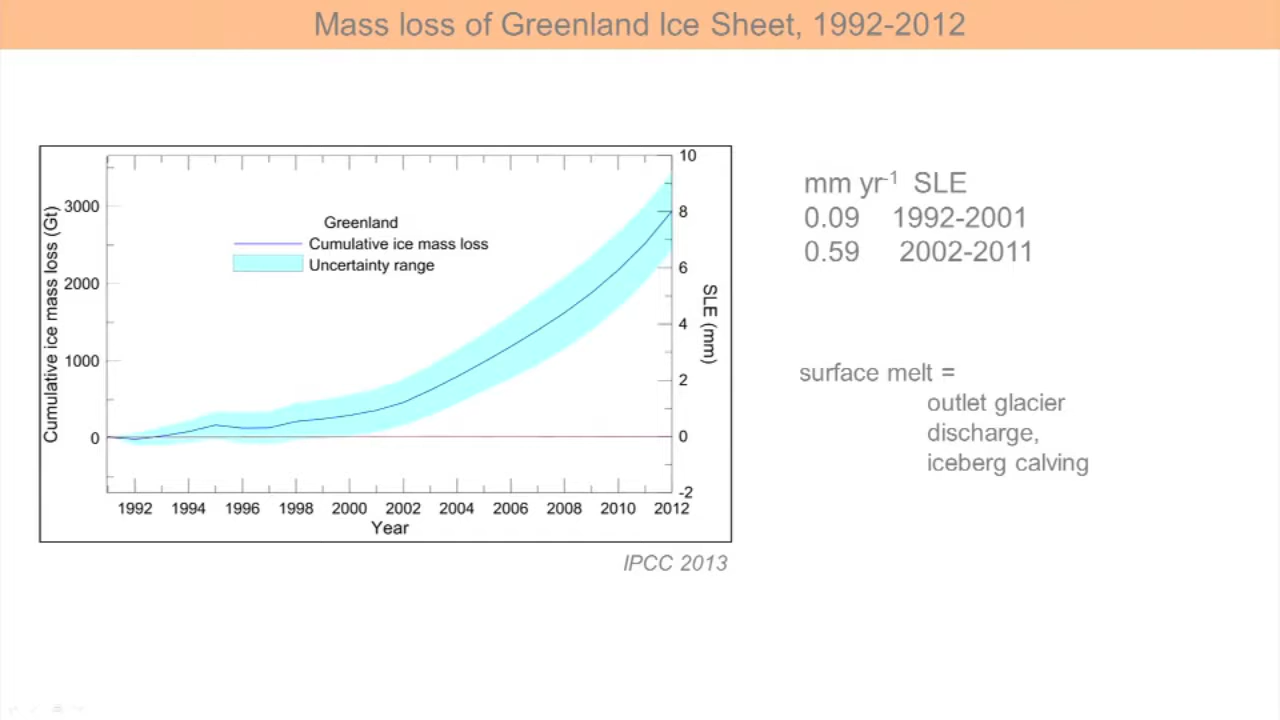 Mass loss of Greenland Ice Sheet, 1992-2012
10
8
6
4
2
0
-2
SLE (mm)
3000
2000
1000
0
Cumulative ice mass loss (Gt)
Greenland
Cumulative ice mass loss
Uncertainty range
1992 1994 1996 1998 2000 2002 2004 2006 2008 2010 2012
Year
IPCC 2013
mm yr⁻¹ SLE
0.09 1992-2001
0.59 2002-2011
surface melt =
outlet glacier
discharge,
iceberg calving